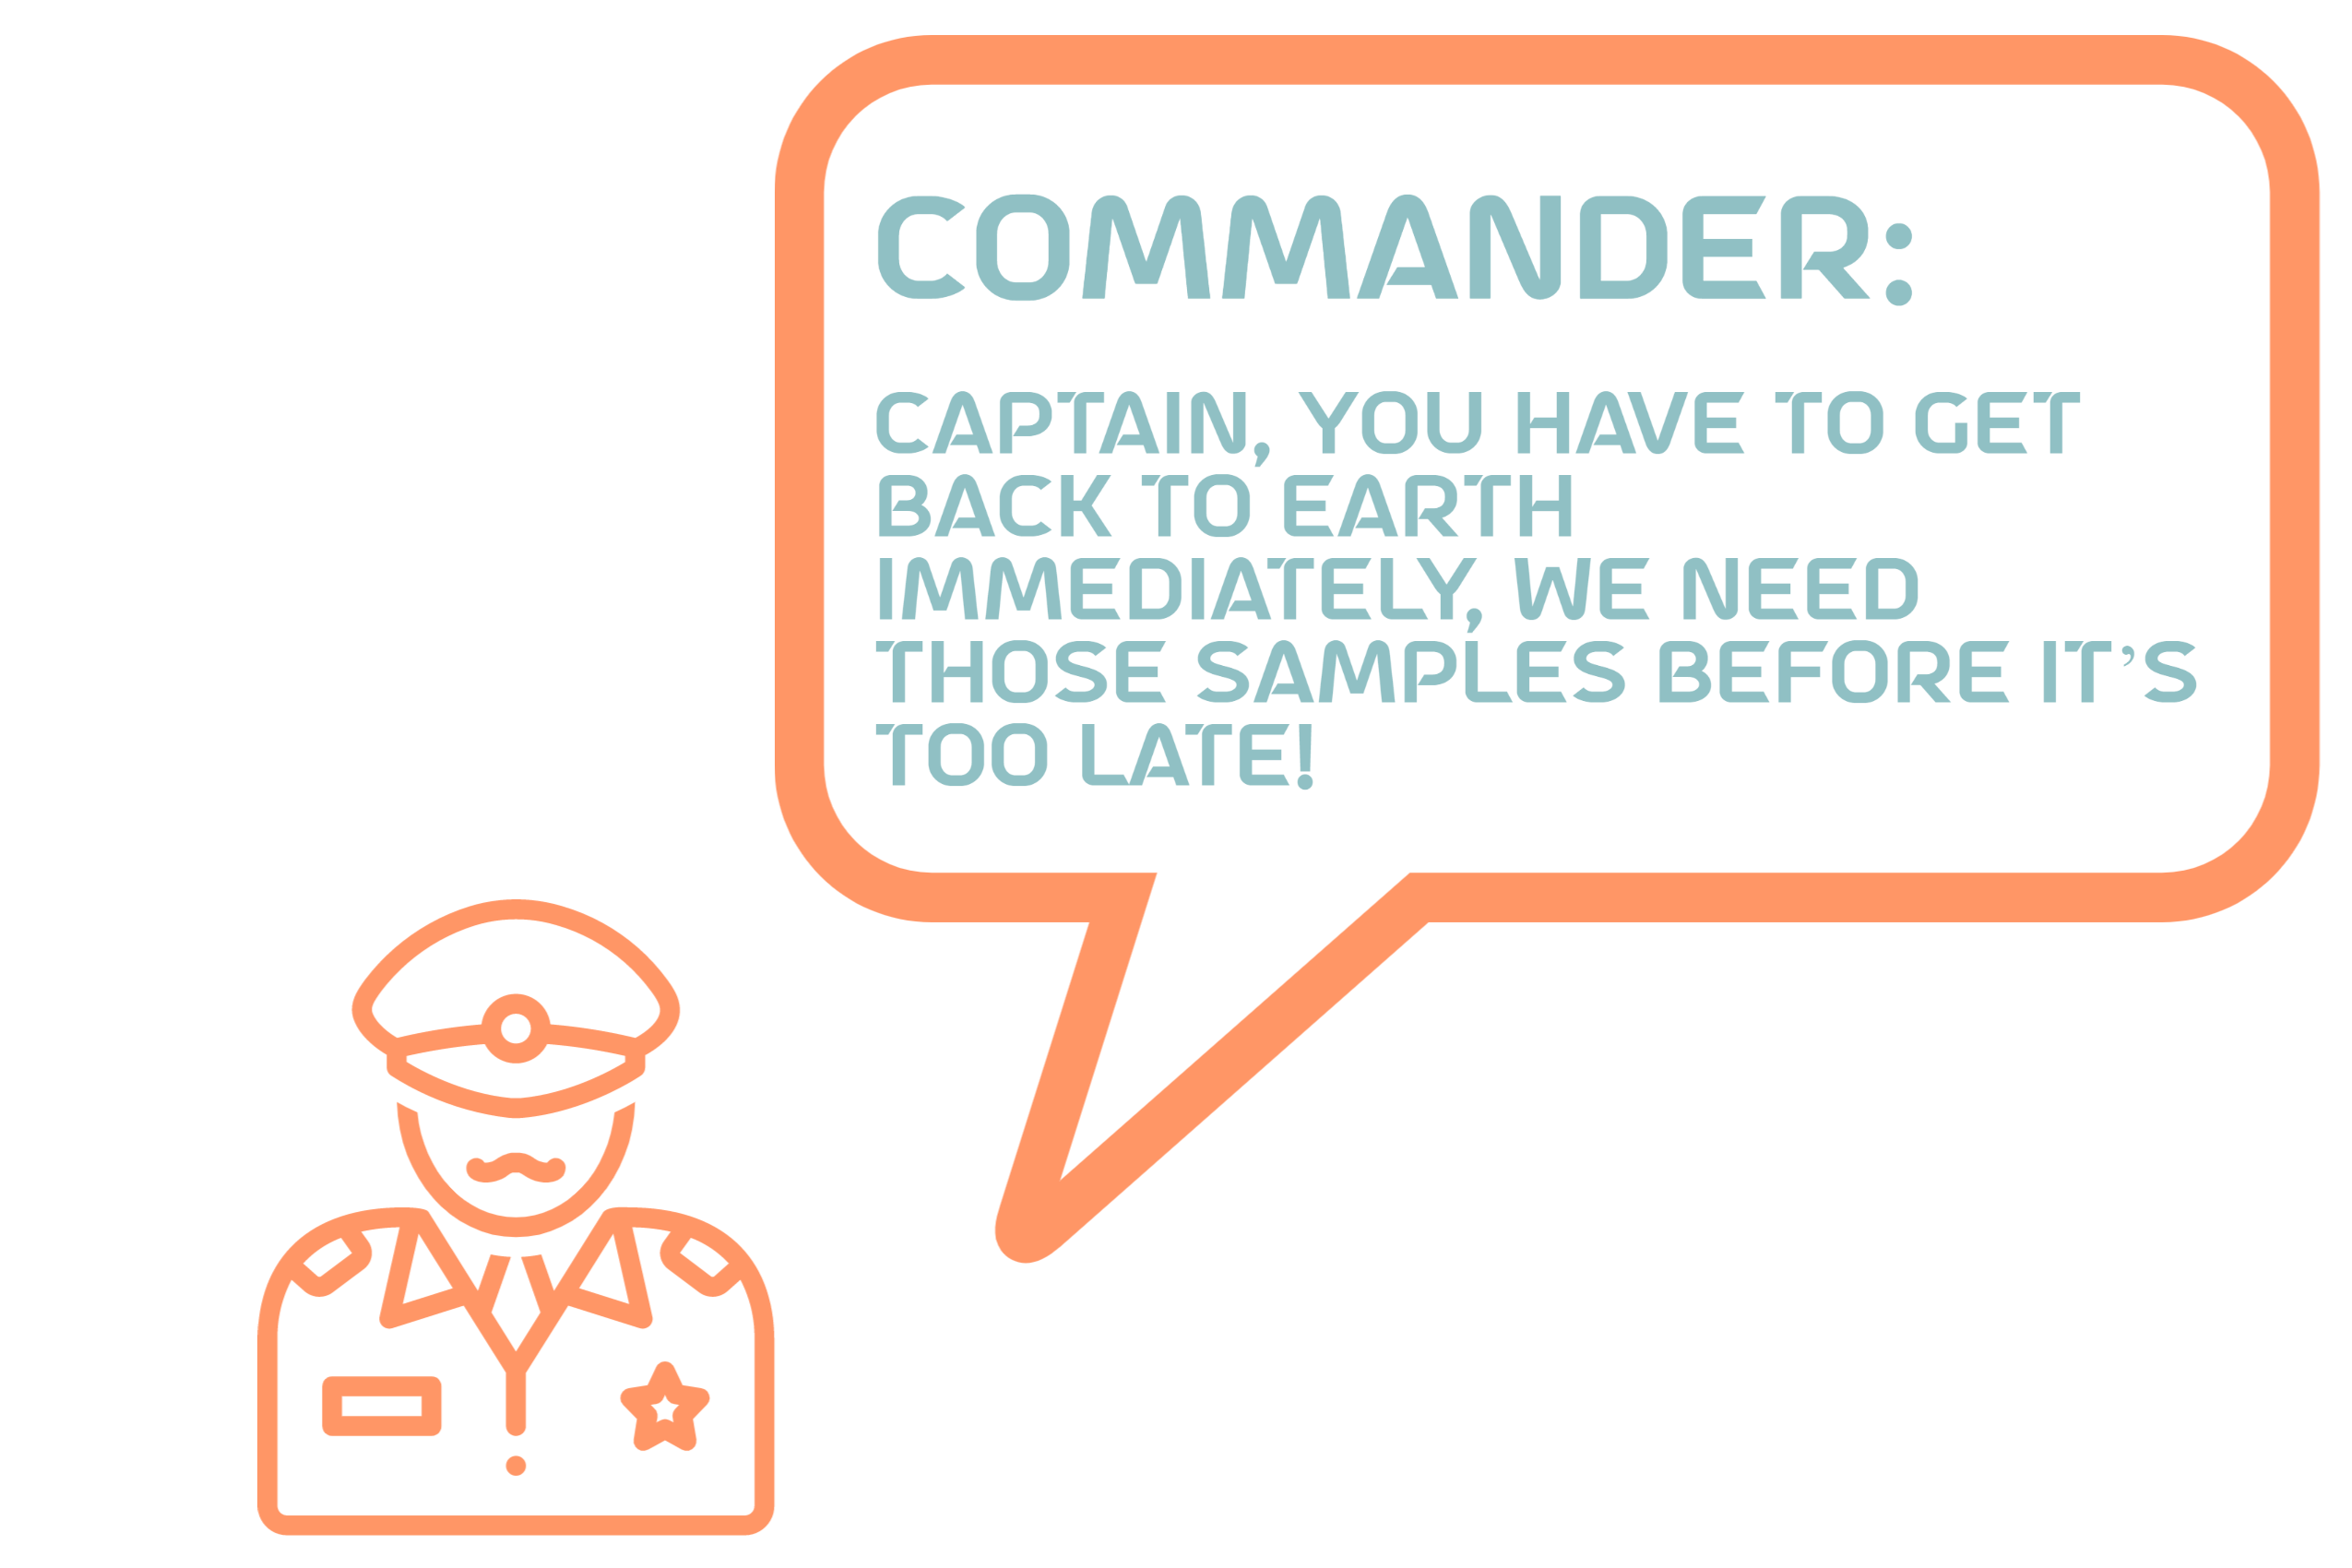 COMMANDER:
CAPTAIN, YOU HAVE TO GET
BACK TO EARTH
IMMEDIATELY, WE NEED
THOSE SAMPLES BEFORE IT'S
TOO LATE!